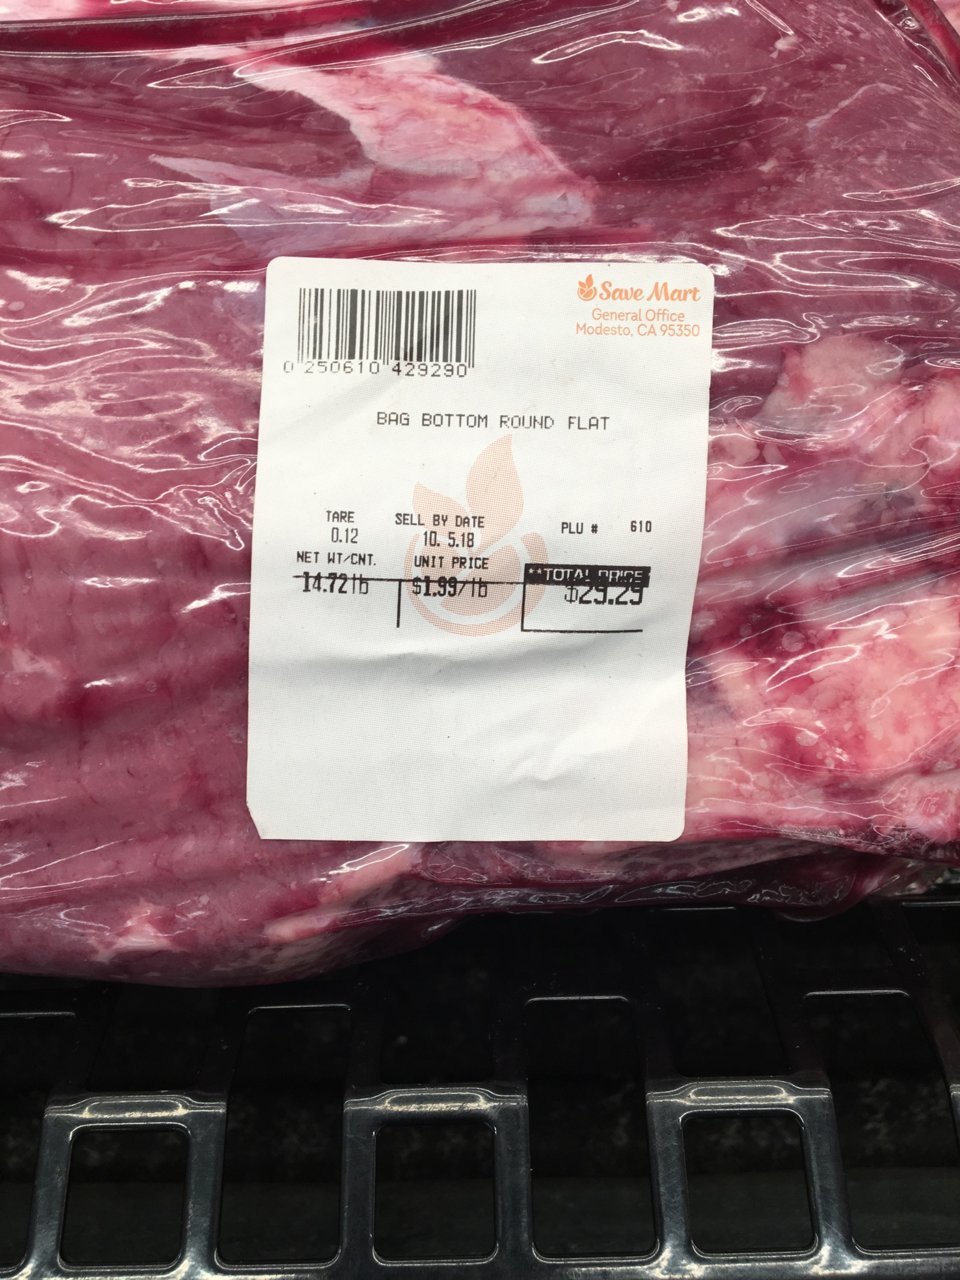 Save Mart
General Office
Modesto, CA 95350
0 250610 429290
BAG BOTTOM ROUND FLAT
TARE SELL BY DATE PLU # 610
0.12 10. 5.18
NET WT/CNT. UNIT PRICE **TOTAL PRICE
14.72lb $1.99/lb $29.29